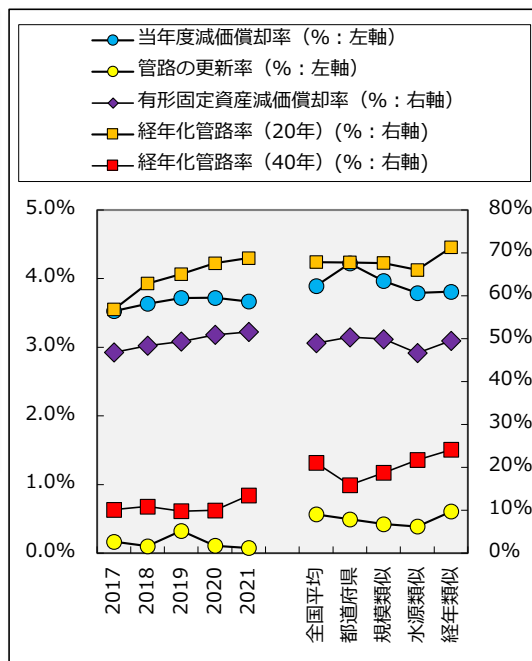 当年度減価償却率（％：左軸）
管路の更新率（％：左軸）
有形固定資産減価償却率（％：右軸）
経年化管路率（20年）(％：右軸)
経年化管路率（40年）(％：右軸)
5.0% 80%
70%
4.0%
60%
3.0% 50%
40%
2.0% 30%
20%
1.0%
10%
0.0% 0%
2017 2018 2019 2020 2021 全国平均 都道府県 規模類似 水源類似 経年類似